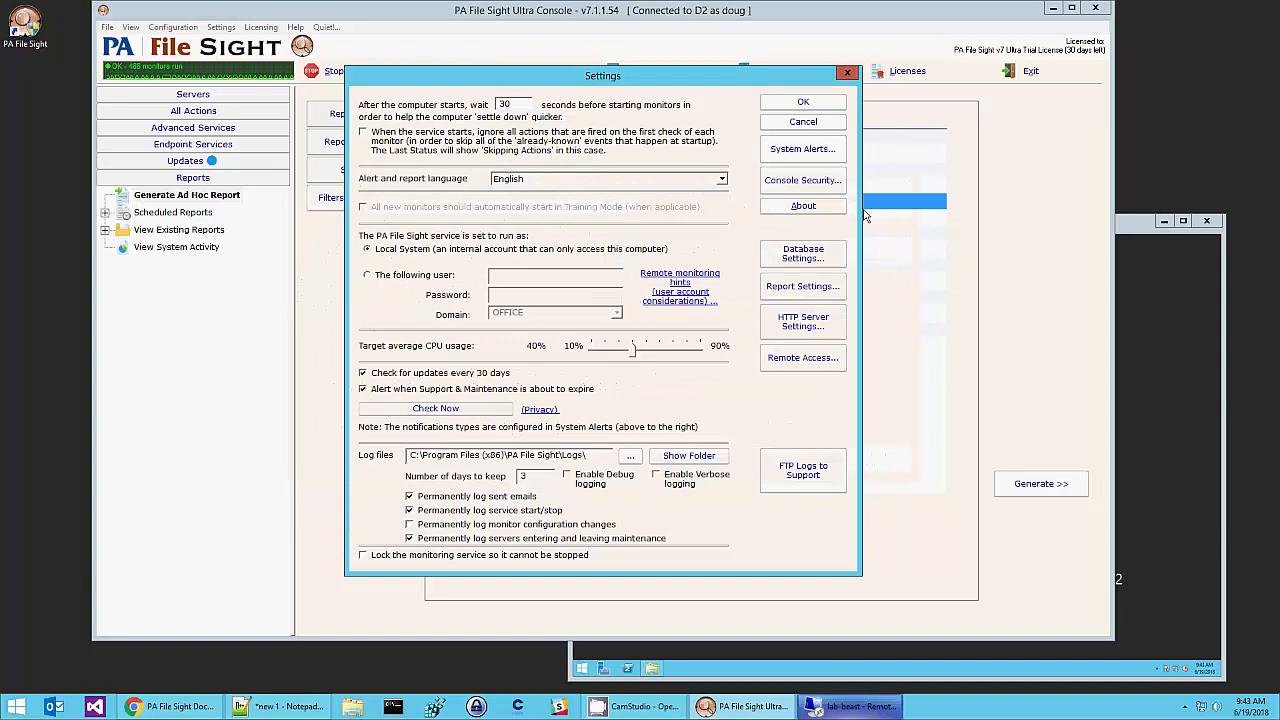 PA File Sight
PA File Sight Ultra Console - v7.1.1.54 [ Connected to D2 as doug ]
File View Configuration Settings Licensing Help Quiet!...
PA File SIGHT
Licensed to:
PA File Sight v7 Ultra Trial License (30 days left)
OK - 486 monitors run
Stop
Licenses
Exit
Servers
All Actions
Advanced Services
Endpoint Services
Updates
Reports
Generate Ad Hoc Report
Scheduled Reports
View Existing Reports
View System Activity
Filters
Generate >>
Settings
After the computer starts, wait 30 seconds before starting monitors in
order to help the computer 'settle down' quicker.
When the service starts, ignore all actions that are fired on the first check of each
monitor (in order to skip all of the 'already-known' events that happen at startup).
The Last Status will show 'Skipping Actions' in this case.
Alert and report language English
All new monitors should automatically start in Training Mode (when applicable)
The PA File Sight service is set to run as:
Local System (an internal account that can only access this computer)
The following user:
Password:
Domain: OFFICE
Remote monitoring
hints
(user account
considerations) ...
Target average CPU usage: 40% 10% 90%
Check for updates every 30 days
Alert when Support & Maintenance is about to expire
Check Now (Privacy)
Note: The notifications types are configured in System Alerts (above to the right)
Log files C:\Program Files (x86)\PA File Sight\Logs\ ... Show Folder
Number of days to keep 3
Enable Debug
logging
Enable Verbose
logging
Permanently log sent emails
Permanently log service start/stop
Permanently log monitor configuration changes
Permanently log servers entering and leaving maintenance
Lock the monitoring service so it cannot be stopped
OK
Cancel
System Alerts...
Console Security...
About
Database
Settings...
Report Settings...
HTTP Server
Settings...
Remote Access...
FTP Logs to
Support
2
9:43 AM
6/19/2018
PA File Sight Doc...
*new 1 - Notepad...
CamStudio - Ope...
PA File Sight Ultra...
lab-beast - Remot...
9:43 AM
6/19/2018